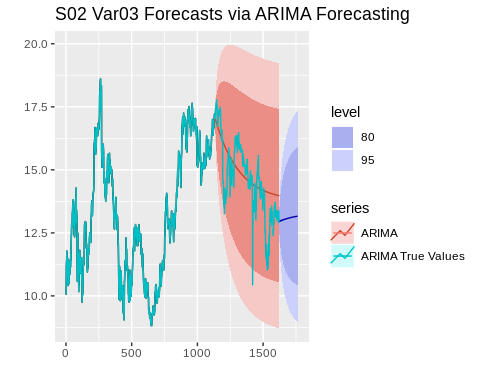 S02 Var03 Forecasts via ARIMA Forecasting
20.0
17.5
15.0
12.5
10.0
0
500
1000
1500
level
80
95
series
ARIMA
ARIMA True Values